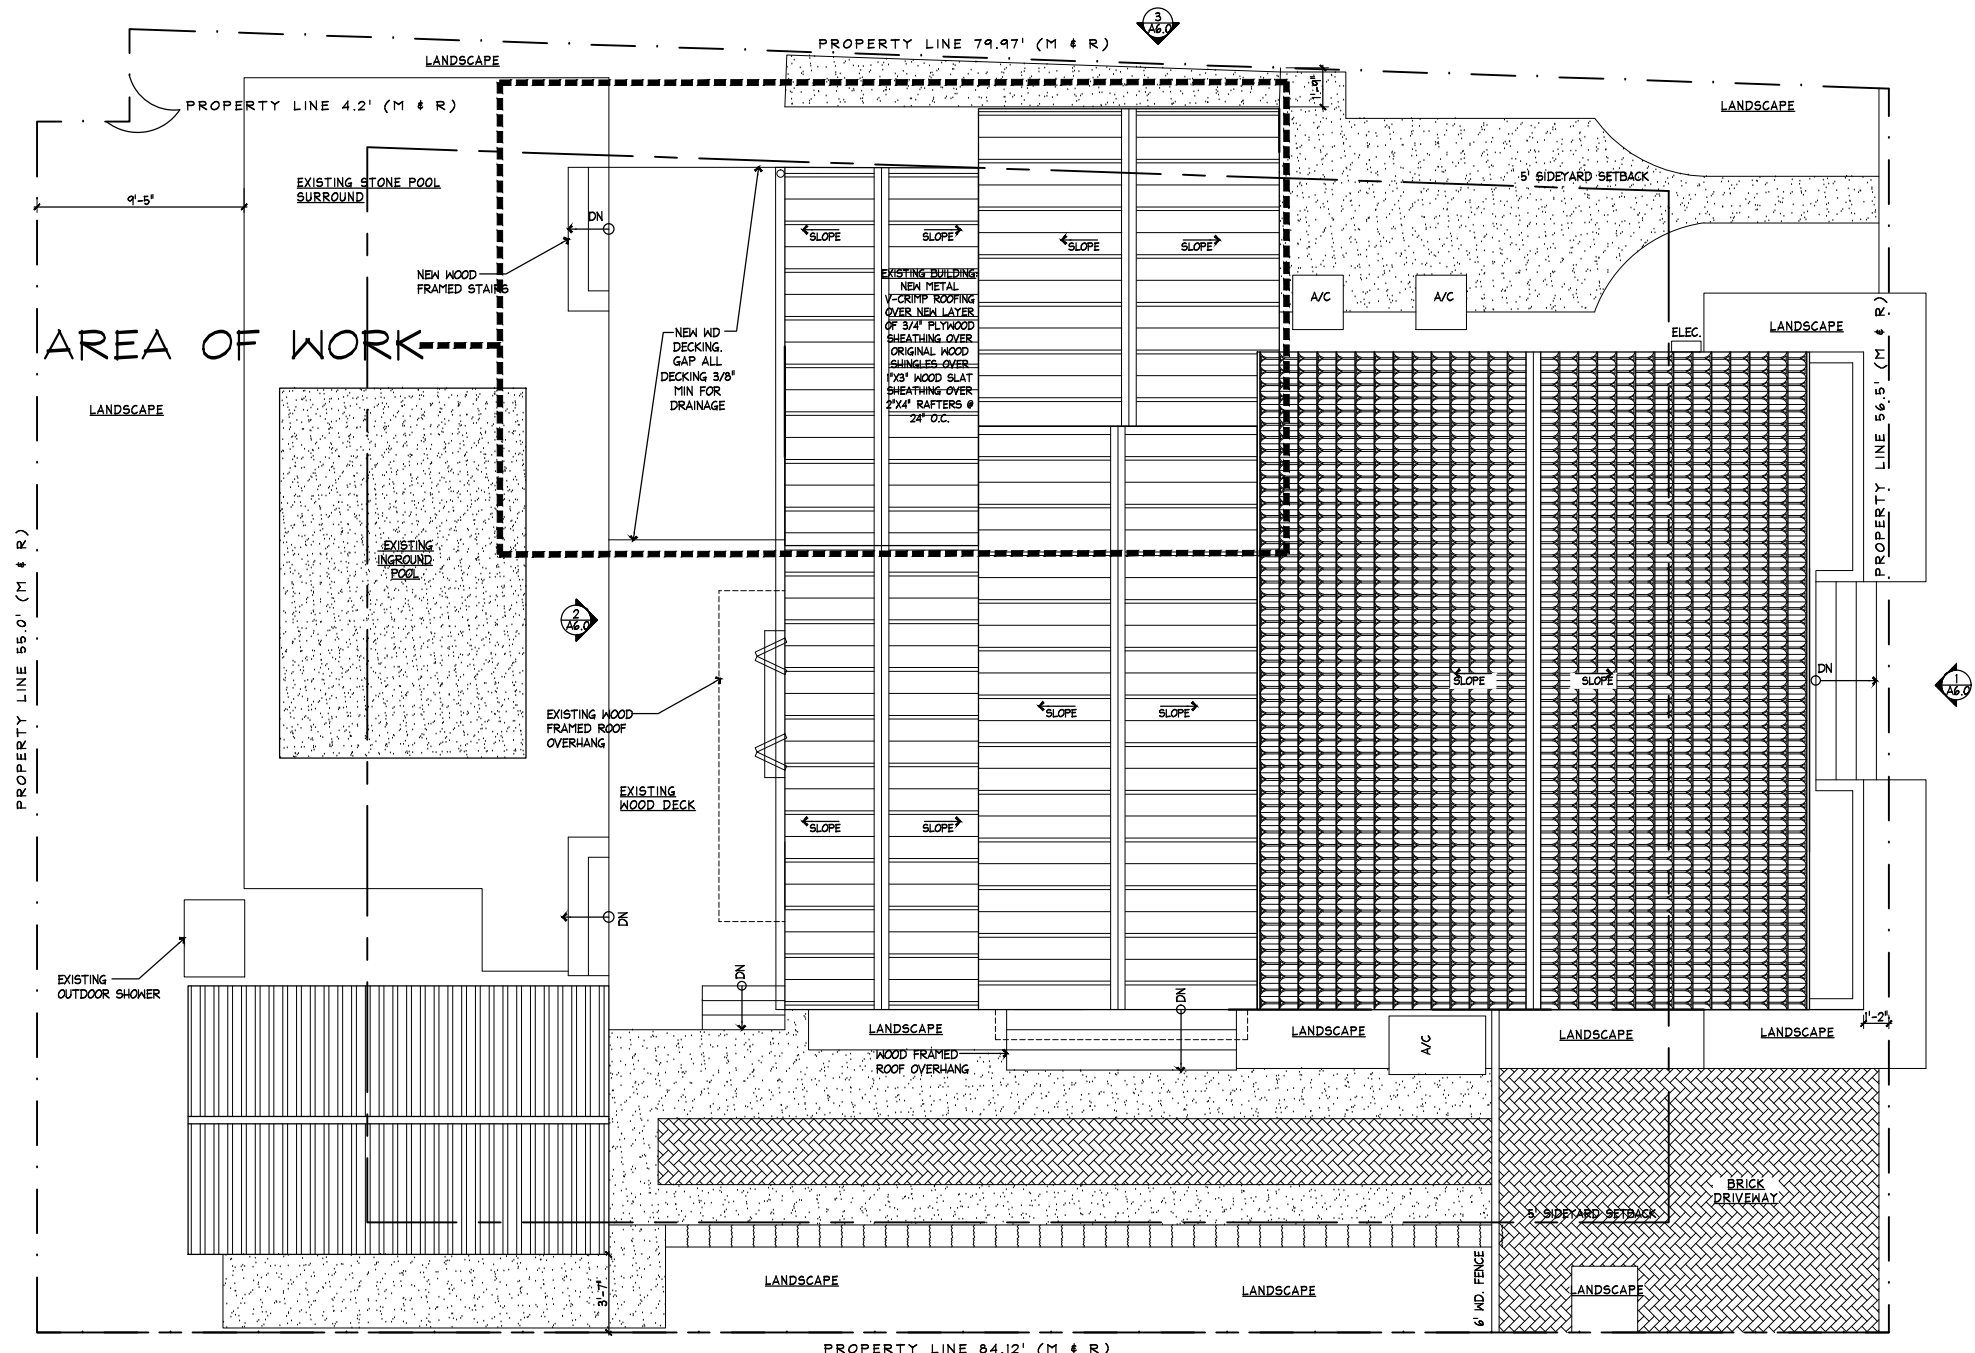 3
A6.0
PROPERTY LINE 79.97' (M & R)
LANDSCAPE
1'-9"
PROPERTY LINE 4.2' (M & R)
LANDSCAPE
EXISTING STONE POOL
SURROUND
5' SIDEYARD SETBACK
9'-5"
DN
SLOPE
SLOPE
SLOPE
SLOPE
NEW WOOD
FRAMED STAIRS
EXISTING BUILDING:
NEW METAL
V-CRIMP ROOFING
OVER NEW LAYER
OF 3/4" PLYWOOD
SHEATHING OVER
ORIGINAL WOOD
SHINGLES OVER
1"X3" WOOD SLAT
SHEATHING OVER
2"X4" RAFTERS @
24" O.C.
A/C
A/C
AREA OF WORK
NEW WD
DECKING.
GAP ALL
DECKING 3/8"
MIN FOR
DRAINAGE
ELEC.
LANDSCAPE
PROPERTY LINE 56.5' (M & R)
LANDSCAPE
EXISTING
INGROUND
POOL
PROPERTY LINE 55.0' (M & R)
2
A6.0
SLOPE
SLOPE
DN
1
A6.0
EXISTING WOOD
FRAMED ROOF
OVERHANG
SLOPE
SLOPE
EXISTING
WOOD DECK
SLOPE
SLOPE
DN
EXISTING
OUTDOOR SHOWER
DN
DN
LANDSCAPE
LANDSCAPE
A/C
LANDSCAPE
LANDSCAPE
1'-2"
WOOD FRAMED
ROOF OVERHANG
BRICK
DRIVEWAY
5' SIDEYARD SETBACK
3'-7"
LANDSCAPE
LANDSCAPE
6' WD. FENCE
LANDSCAPE
PROPERTY LINE 84.12' (M & R)